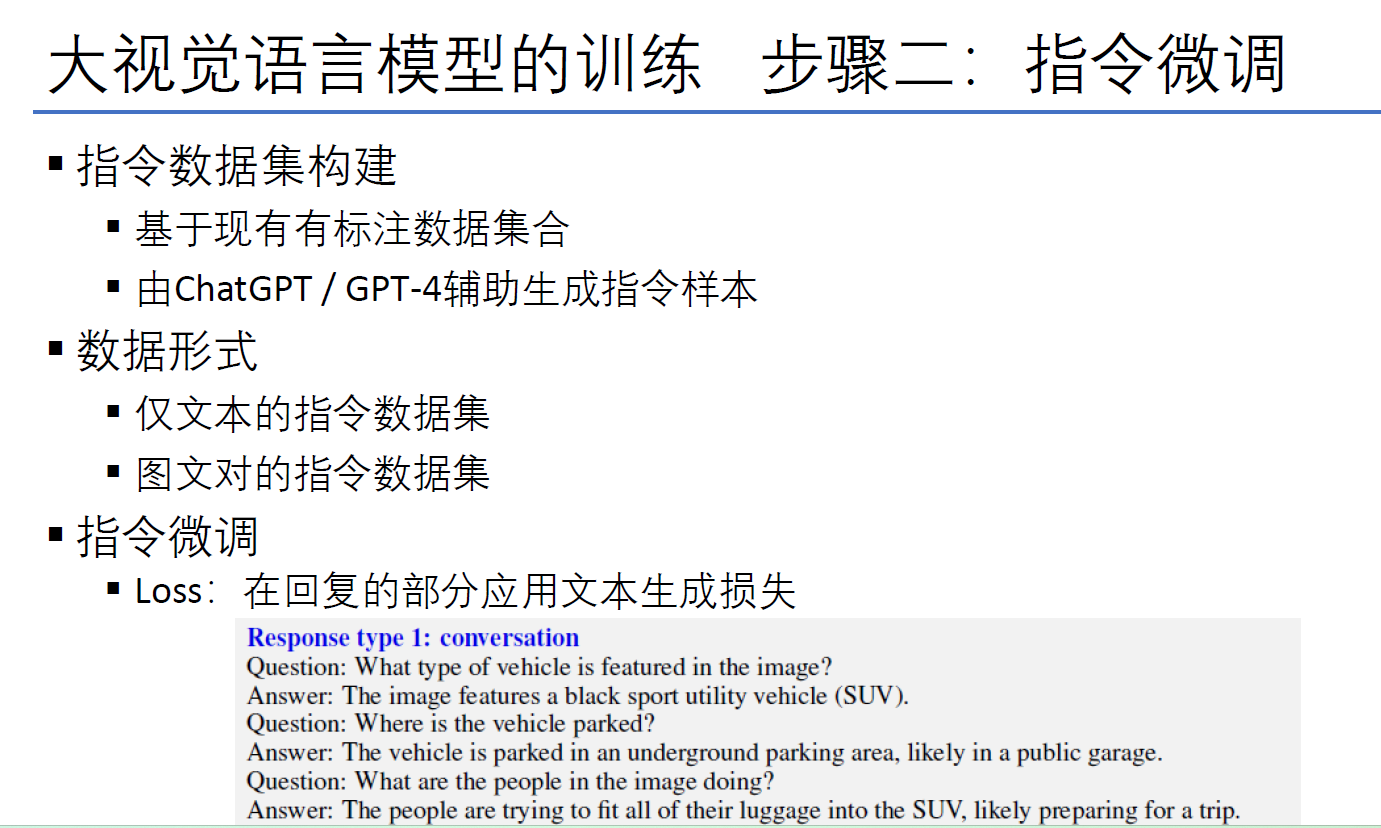 大视觉语言模型的训练 步骤二：指令微调
指令数据集构建
基于现有有标注数据集合
由ChatGPT / GPT-4辅助生成指令样本
数据形式
仅文本的指令数据集
图文对的指令数据集
指令微调
Loss：在回复的部分应用文本生成损失
Response type 1: conversation
Question: What type of vehicle is featured in the image?
Answer: The image features a black sport utility vehicle (SUV).
Question: Where is the vehicle parked?
Answer: The vehicle is parked in an underground parking area, likely in a public garage.
Question: What are the people in the image doing?
Answer: The people are trying to fit all of their luggage into the SUV, likely preparing for a trip.